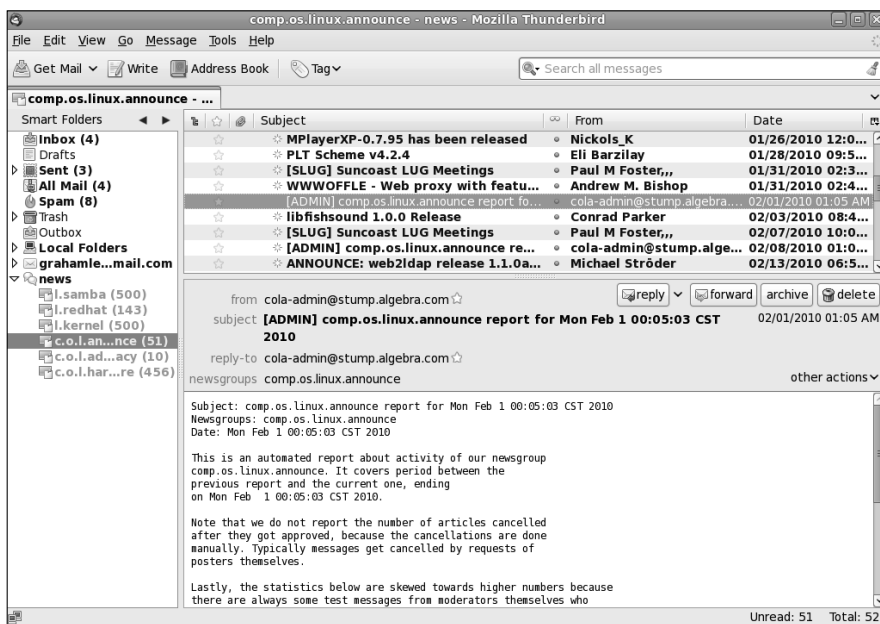 comp.os.linux.announce - news - Mozilla Thunderbird
File Edit View Go Message Tools Help
Get Mail Write Address Book Tag Search all messages
comp.os.linux.announce - ...
Smart Folders
Inbox (4)
Drafts
Sent (3)
All Mail (4)
Spam (8)
Trash
Outbox
Local Folders
grahamle...mail.com
news
l.samba (500)
l.redhat (143)
l.kernel (500)
c.o.l.an...nce (51)
c.o.l.ad...acy (10)
c.o.l.har...re (456)
Subject From Date
MPlayerXP-0.7.95 has been released Nickols_K 01/26/2010 12:0...
PLT Scheme v4.2.4 Eli Barzilay 01/28/2010 09:5...
[SLUG] Suncoast LUG Meetings Paul M Foster,,, 01/31/2010 02:3...
WWWOFFLE - Web proxy with featu... Andrew M. Bishop 01/31/2010 02:4...
[ADMIN] comp.os.linux.announce report fo... cola-admin@stump.algebra.... 02/01/2010 01:05 AM
libfishsound 1.0.0 Release Conrad Parker 02/03/2010 08:4...
[SLUG] Suncoast LUG Meetings Paul M Foster,,, 02/07/2010 10:0...
[ADMIN] comp.os.linux.announce re... cola-admin@stump.alge... 02/08/2010 01:0...
ANNOUNCE: web2ldap release 1.1.0a... Michael Ströder 02/13/2010 06:5...
from cola-admin@stump.algebra.com reply forward archive delete
subject [ADMIN] comp.os.linux.announce report for Mon Feb 1 00:05:03 CST 02/01/2010 01:05 AM
2010
reply-to cola-admin@stump.algebra.com
newsgroups comp.os.linux.announce other actions
Subject: comp.os.linux.announce report for Mon Feb 1 00:05:03 CST 2010
Newsgroups: comp.os.linux.announce
Date: Mon Feb 1 00:05:03 CST 2010
This is an automated report about activity of our newsgroup
comp.os.linux.announce. It covers period between the
previous report and the current one, ending
on Mon Feb  1 00:05:03 CST 2010.
Note that we do not report the number of articles cancelled
after they got approved, because the cancellations are done
manually. Typically messages get cancelled by requests of
posters themselves.
Lastly, the statistics below are skewed towards higher numbers because
there are always some test messages from moderators themselves who
Unread: 51 Total: 52